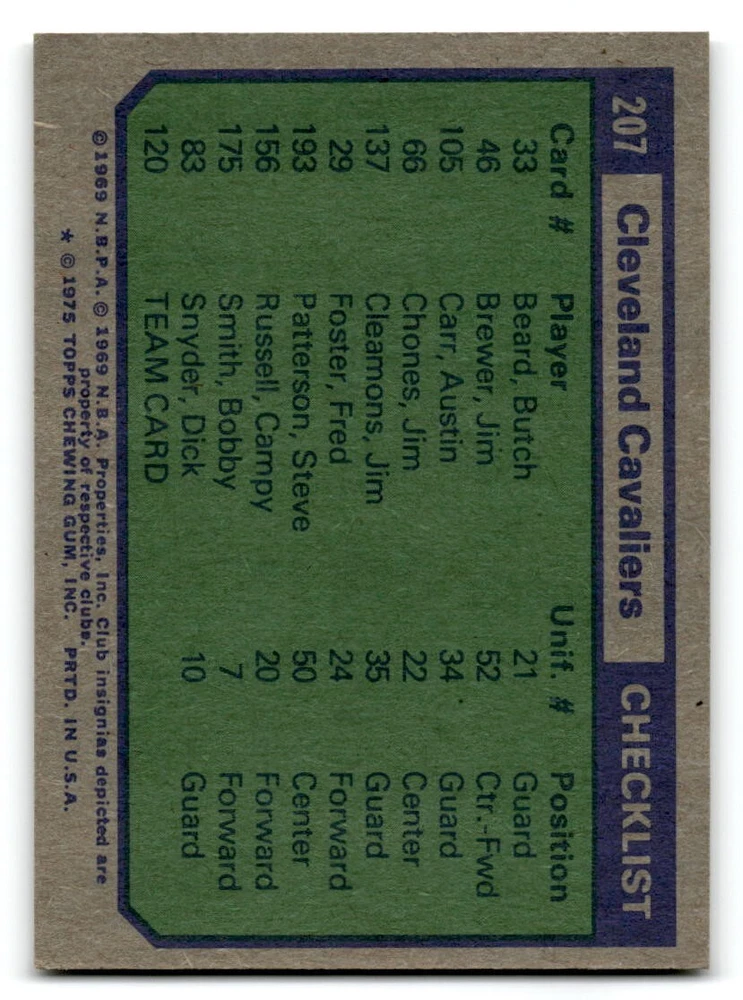 207 Cleveland Cavaliers CHECKLIST
Card # Player Unif. # Position
33 Beard, Butch 21 Guard
46 Brewer, Jim 52 Ctr.-Fwd
105 Carr, Austin 34 Guard
66 Chones, Jim 22 Center
137 Cleamons, Jim 35 Guard
29 Foster, Fred 24 Forward
193 Patterson, Steve 50 Center
156 Russell, Campy 20 Forward
175 Smith, Bobby 7 Forward
83 Snyder, Dick 10 Guard
120 TEAM CARD
©1969 N.B.P.A. ©1969 N.B.A. Properties, Inc. Club insignias depicted are
property of respective clubs.
* © 1975 TOPPS CHEWING GUM, INC. PRTD. IN U.S.A.